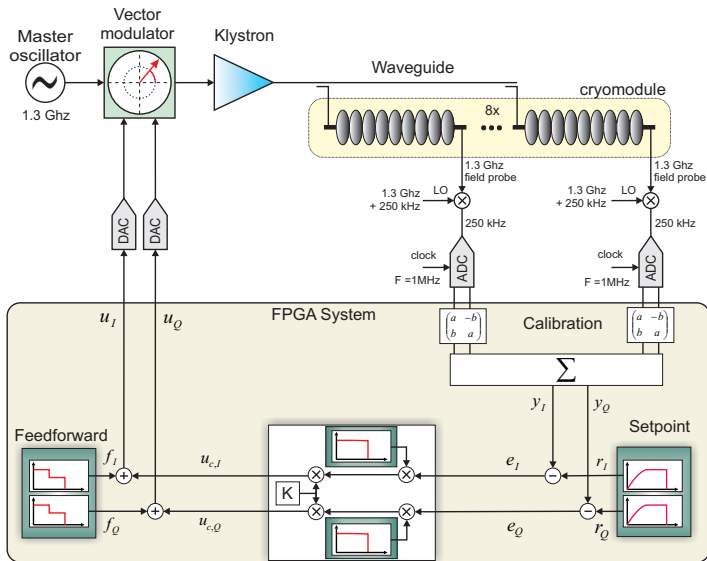 Master
oscillator
1.3 Ghz
Vector
modulator
Klystron
Waveguide
8x
cryomodule
1.3 Ghz
field probe
1.3 Ghz
+ 250 kHz
LO
250 kHz
clock
F =1MHz
ADC
1.3 Ghz
field probe
1.3 Ghz
+ 250 kHz
LO
250 kHz
clock
F =1MHz
ADC
DAC
DAC
u_I
u_Q
FPGA System
Calibration
a -b
b a
a -b
b a
Σ
y_I
y_Q
Feedforward
f_I
f_Q
u_{c,I}
u_{c,Q}
K
e_I
e_Q
Setpoint
r_I
r_Q